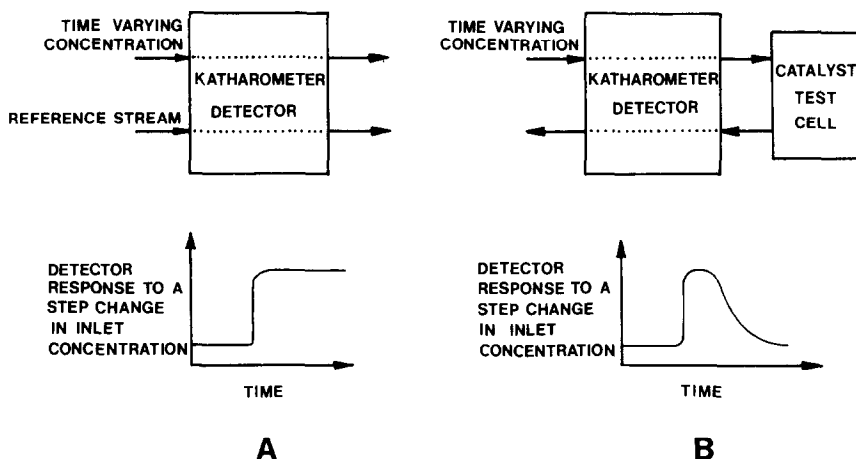 TIME VARYING
CONCENTRATION
KATHAROMETER
DETECTOR
REFERENCE STREAM
DETECTOR
RESPONSE TO A
STEP CHANGE
IN INLET
CONCENTRATION
TIME
A
TIME VARYING
CONCENTRATION
KATHAROMETER
DETECTOR
CATALYST
TEST
CELL
DETECTOR
RESPONSE TO A
STEP CHANGE
IN INLET
CONCENTRATION
TIME
B